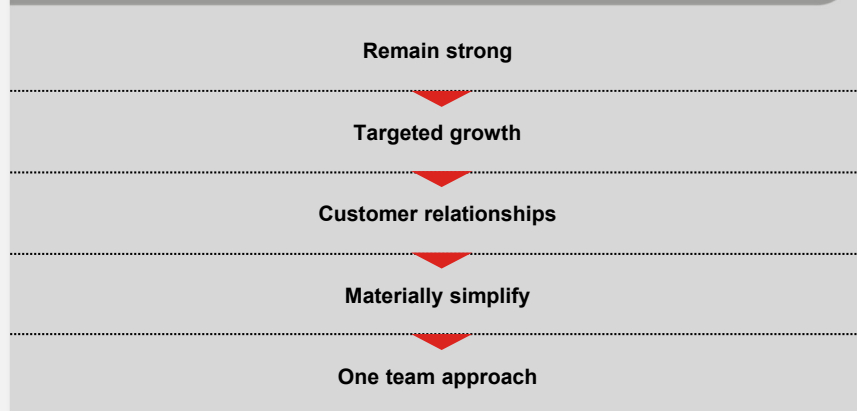 Remain strong
Targeted growth
Customer relationships
Materially simplify
One team approach